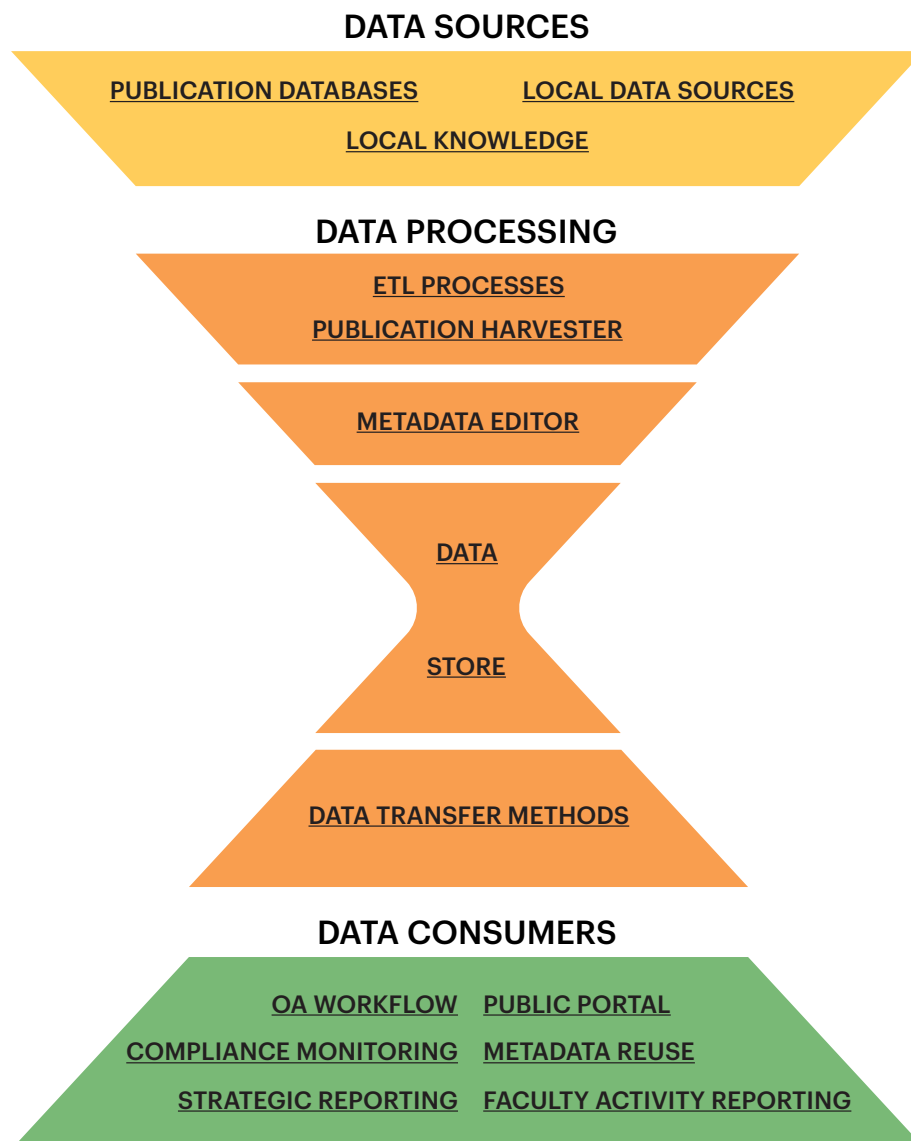 DATA SOURCES
PUBLICATION DATABASES LOCAL DATA SOURCES
LOCAL KNOWLEDGE
DATA PROCESSING
ETL PROCESSES
PUBLICATION HARVESTER
METADATA EDITOR
DATA
STORE
DATA TRANSFER METHODS
DATA CONSUMERS
OA WORKFLOW PUBLIC PORTAL
COMPLIANCE MONITORING METADATA REUSE
STRATEGIC REPORTING FACULTY ACTIVITY REPORTING